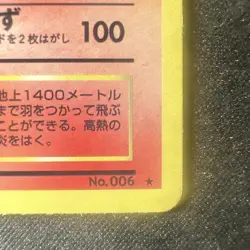 ず
ドを2枚はがし 100
地上1400メートル
まで羽をつかって飛ぶ
ことができる。高熱の
炎をはく。
No.006 ★